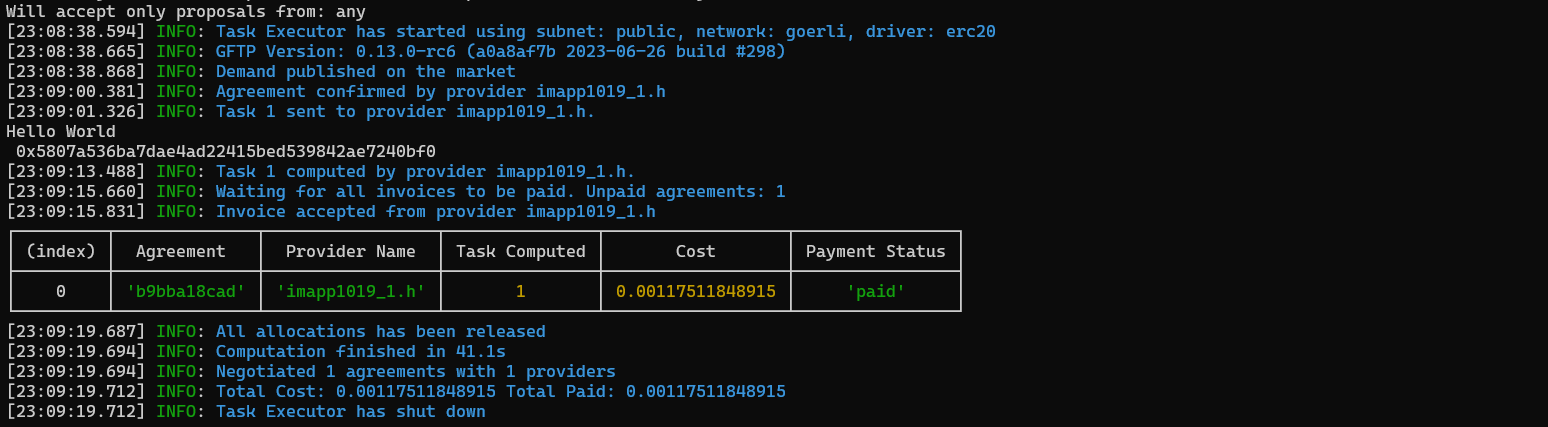 Will accept only proposals from: any
[23:08:38.594] INFO: Task Executor has started using subnet: public, network: goerli, driver: erc20
[23:08:38.665] INFO: GFTP Version: 0.13.0-rc6 (a0a8af7b 2023-06-26 build #298)
[23:08:38.868] INFO: Demand published on the market
[23:09:00.381] INFO: Agreement confirmed by provider imapp1019_1.h
[23:09:01.326] INFO: Task 1 sent to provider imapp1019_1.h.
Hello World
0x5807a536ba7dae4ad22415bed539842ae7240bf0
[23:09:13.488] INFO: Task 1 computed by provider imapp1019_1.h.
[23:09:15.660] INFO: Waiting for all invoices to be paid. Unpaid agreements: 1
[23:09:15.831] INFO: Invoice accepted from provider imapp1019_1.h
(index) Agreement Provider Name Task Computed Cost Payment Status
0 'b9bba18cad' 'imapp1019_1.h' 1 0.00117511848915 'paid'
[23:09:19.687] INFO: All allocations has been released
[23:09:19.694] INFO: Computation finished in 41.1s
[23:09:19.694] INFO: Negotiated 1 agreements with 1 providers
[23:09:19.712] INFO: Total Cost: 0.00117511848915 Total Paid: 0.00117511848915
[23:09:19.712] INFO: Task Executor has shut down